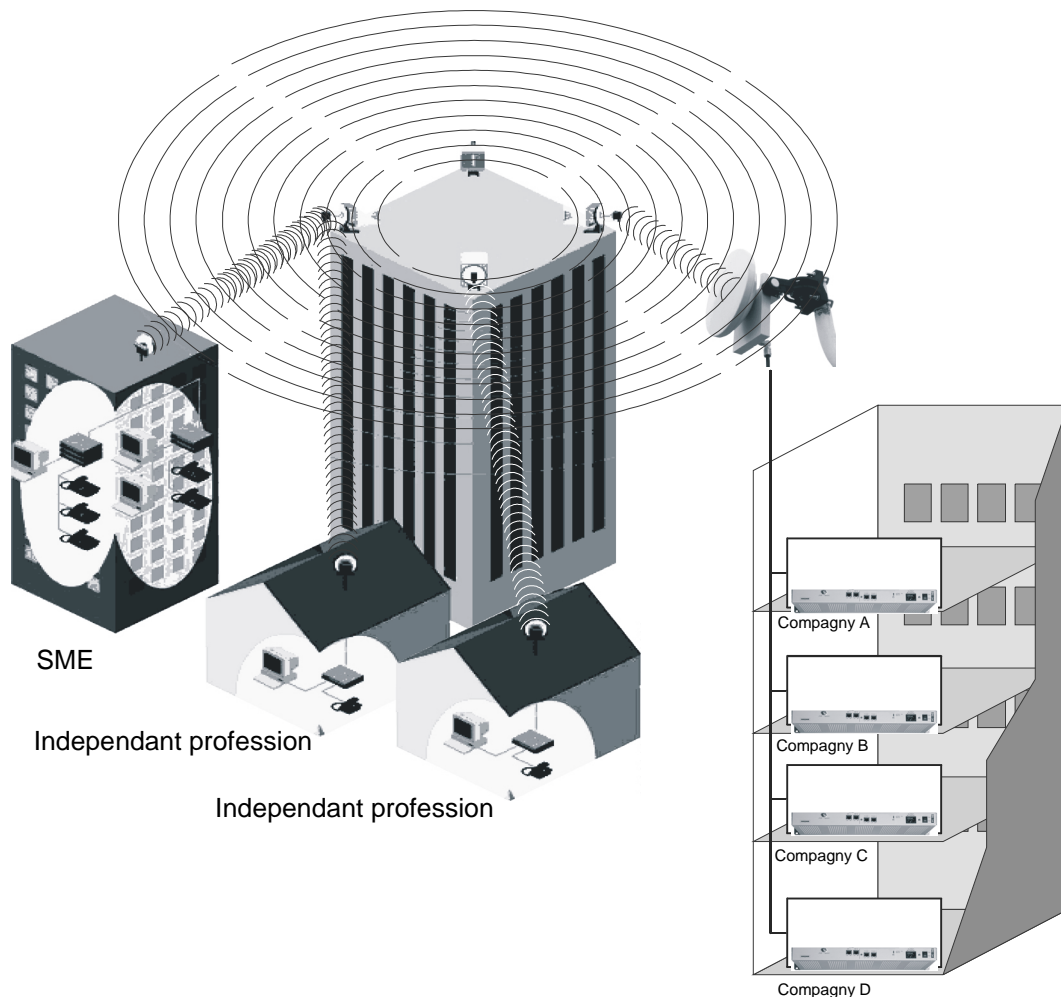 Compagny A
SME
Independant profession
Compagny B
Independant profession
Compagny C
Compagny D